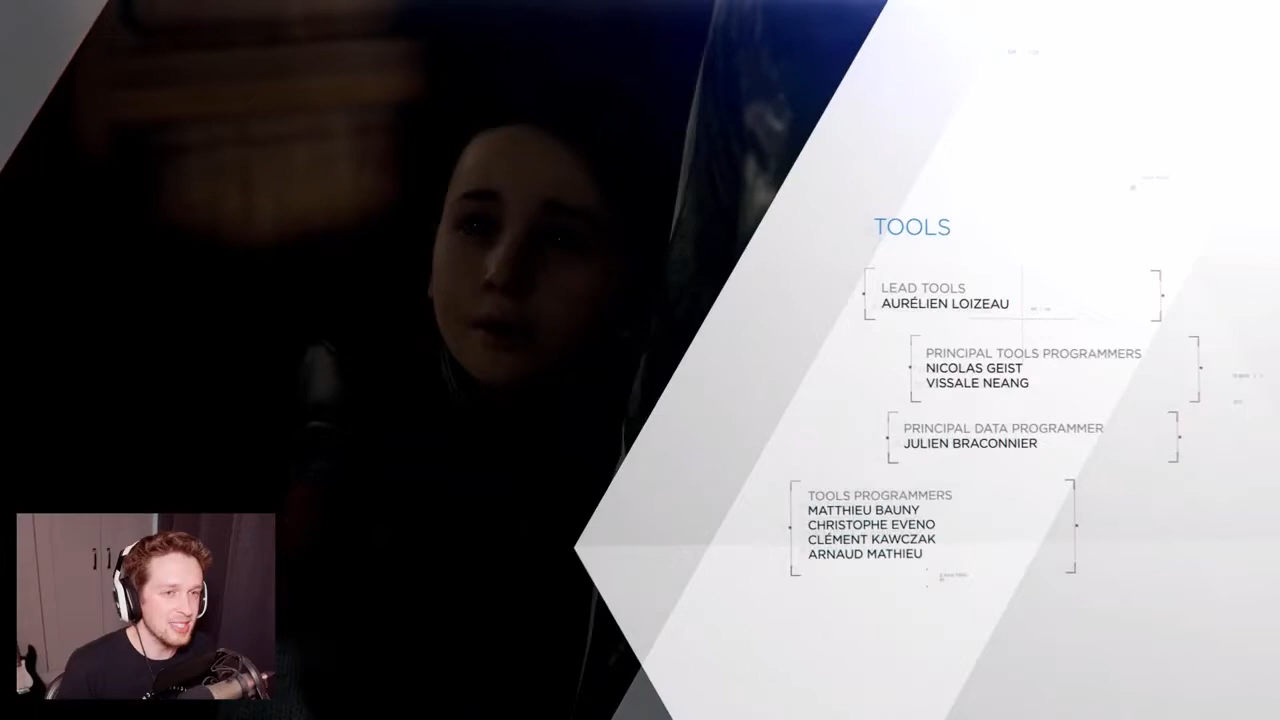 TOOLS
LEAD TOOLS
AURÉLIEN LOIZEAU
PRINCIPAL TOOLS PROGRAMMERS
NICOLAS GEIST
VISSALE NEANG
PRINCIPAL DATA PROGRAMMER
JULIEN BRACONNIER
TOOLS PROGRAMMERS
MATTHIEU BAUNY
CHRISTOPHE EVENO
CLÉMENT KAWCZAK
ARNAUD MATHIEU